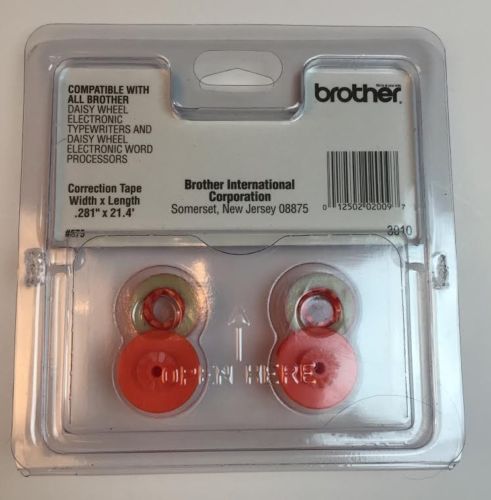 COMPATIBLE WITH
ALL BROTHER
DAISY WHEEL
ELECTRONIC
TYPEWRITERS AND
DAISY WHEEL
ELECTRONIC WORD
PROCESSORS
Correction Tape
Width x Length
.281" x 21.4'
#875
brother
Brother International
Corporation
Somerset, New Jersey 08875
0 12502 02009 7
3010
OPEN HERE